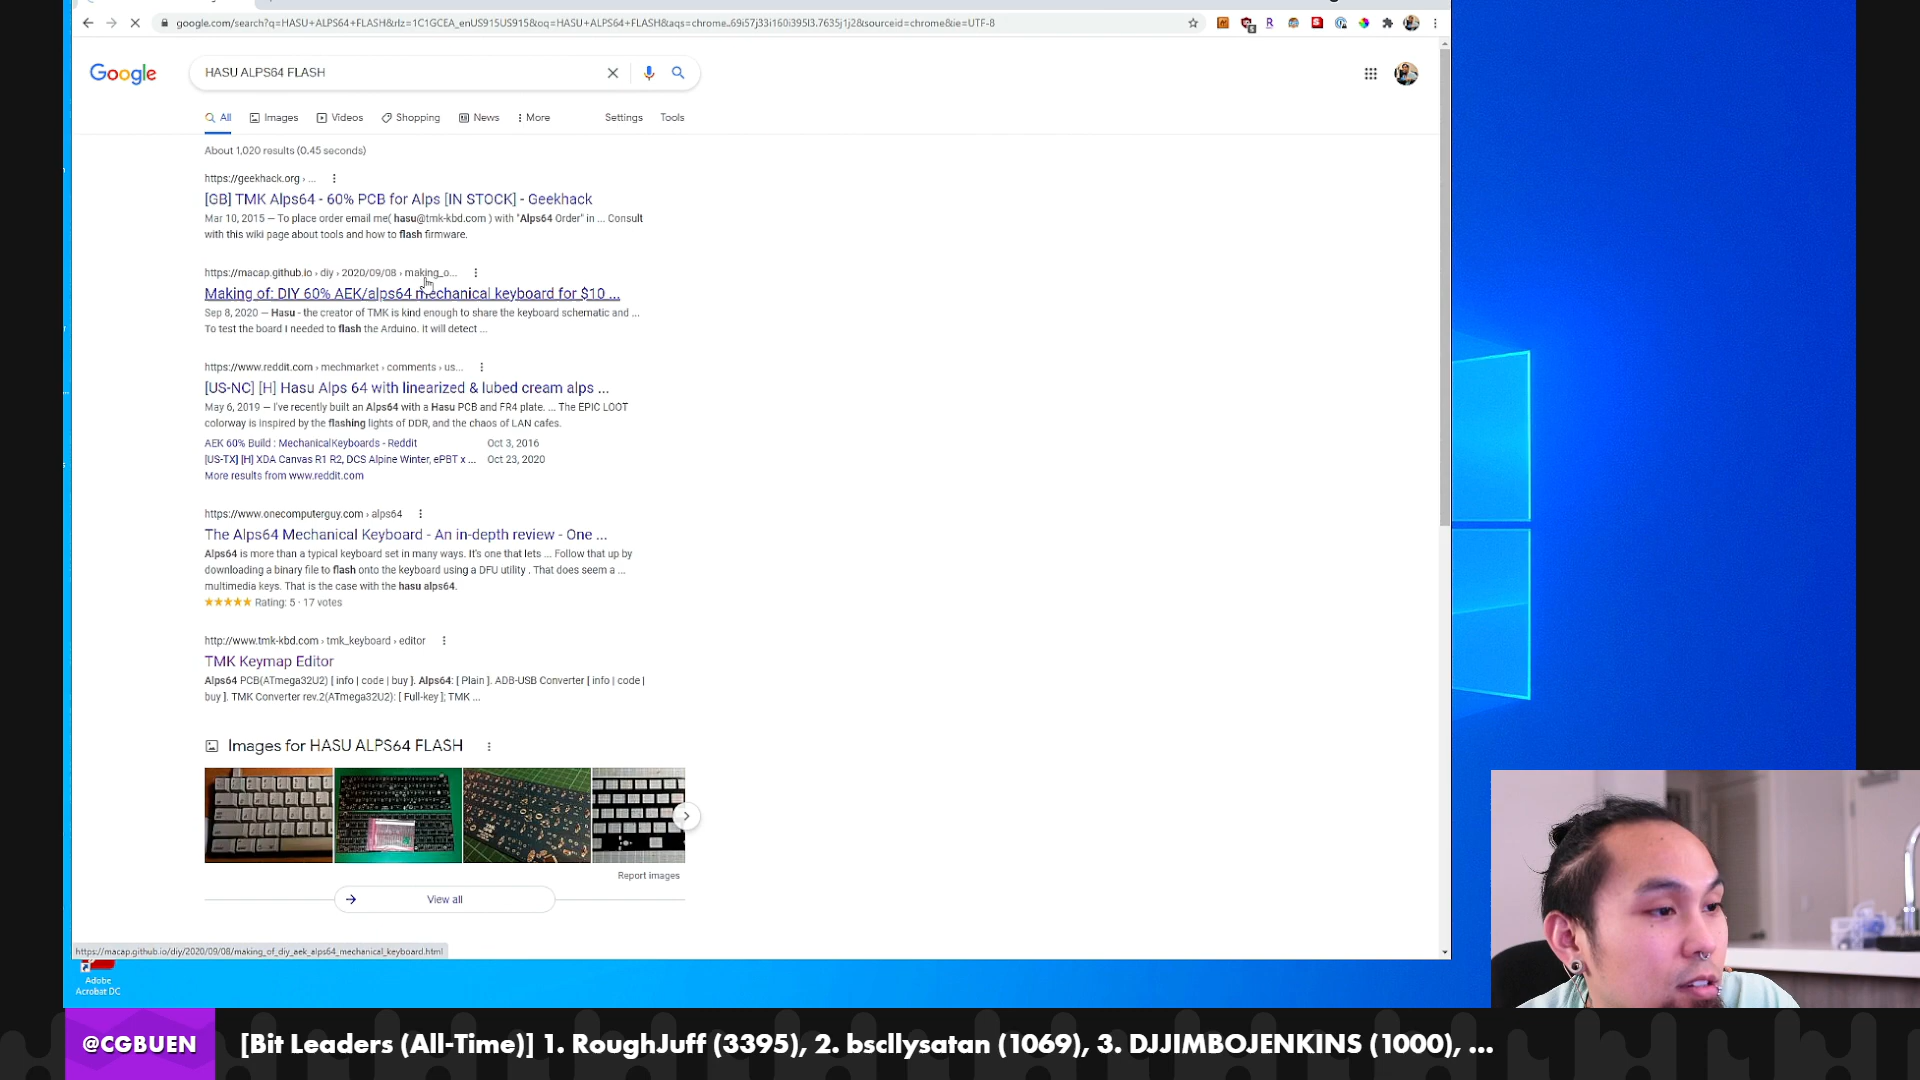 google.com/search?q=HASU+ALPS64+FLASH&rlz=1C1GCEA_enUS915US915&oq=HASU+ALPS64+FLASH&aqs=chrome..69i57j33i160i395l3.7635j1j2&sourceid=chrome&ie=UTF-8
Google
HASU ALPS64 FLASH
All
Images
Videos
Shopping
News
More
Settings
Tools
About 1,020 results (0.45 seconds)
https://geekhack.org › ...
[GB] TMK Alps64 - 60% PCB for Alps [IN STOCK] - Geekhack
Mar 10, 2015 — To place order email me( hasu@tmk-kbd.com ) with "Alps64 Order" in ... Consult
with this wiki page about tools and how to flash firmware.
https://macap.github.io › diy › 2020/09/08 › making_o...
Making of: DIY 60% AEK/alps64 mechanical keyboard for $10 ...
Sep 8, 2020 — Hasu - the creator of TMK is kind enough to share the keyboard schematic and ...
To test the board I needed to flash the Arduino. It will detect ...
https://www.reddit.com › mechmarket › comments › us...
[US-NC] [H] Hasu Alps 64 with linearized & lubed cream alps ...
May 6, 2019 — I've recently built an Alps64 with a Hasu PCB and FR4 plate. ... The EPIC LOOT
colorway is inspired by the flashing lights of DDR, and the chaos of LAN cafes.
AEK 60% Build : MechanicalKeyboards - Reddit Oct 3, 2016
[US-TX] [H] XDA Canvas R1 R2, DCS Alpine Winter, ePBT x ... Oct 23, 2020
More results from www.reddit.com
https://www.onecomputerguy.com › alps64
The Alps64 Mechanical Keyboard - An in-depth review - One ...
Alps64 is more than a typical keyboard set in many ways. It's one that lets ... Follow that up by
downloading a binary file to flash onto the keyboard using a DFU utility . That does seem a ...
multimedia keys. That is the case with the hasu alps64.
Rating: 5 · 17 votes
http://www.tmk-kbd.com › tmk_keyboard › editor
TMK Keymap Editor
Alps64 PCB(ATmega32U2) [ info | code | buy ]. Alps64: [ Plain ]. ADB-USB Converter [ info | code |
buy ]. TMK Converter rev.2(ATmega32U2): [ Full-key ]; TMK ...
Images for HASU ALPS64 FLASH
Report images
View all
https://macap.github.io/diy/2020/09/08/making_of_diy_aek_alps64_mechanical_keyboard.html
Adobe
Acrobat DC
@CGBUEN
[Bit Leaders (All-Time)] 1. RoughJuff (3395), 2. bscllysatan (1069), 3. DJJIMBOJENKINS (1000), ...